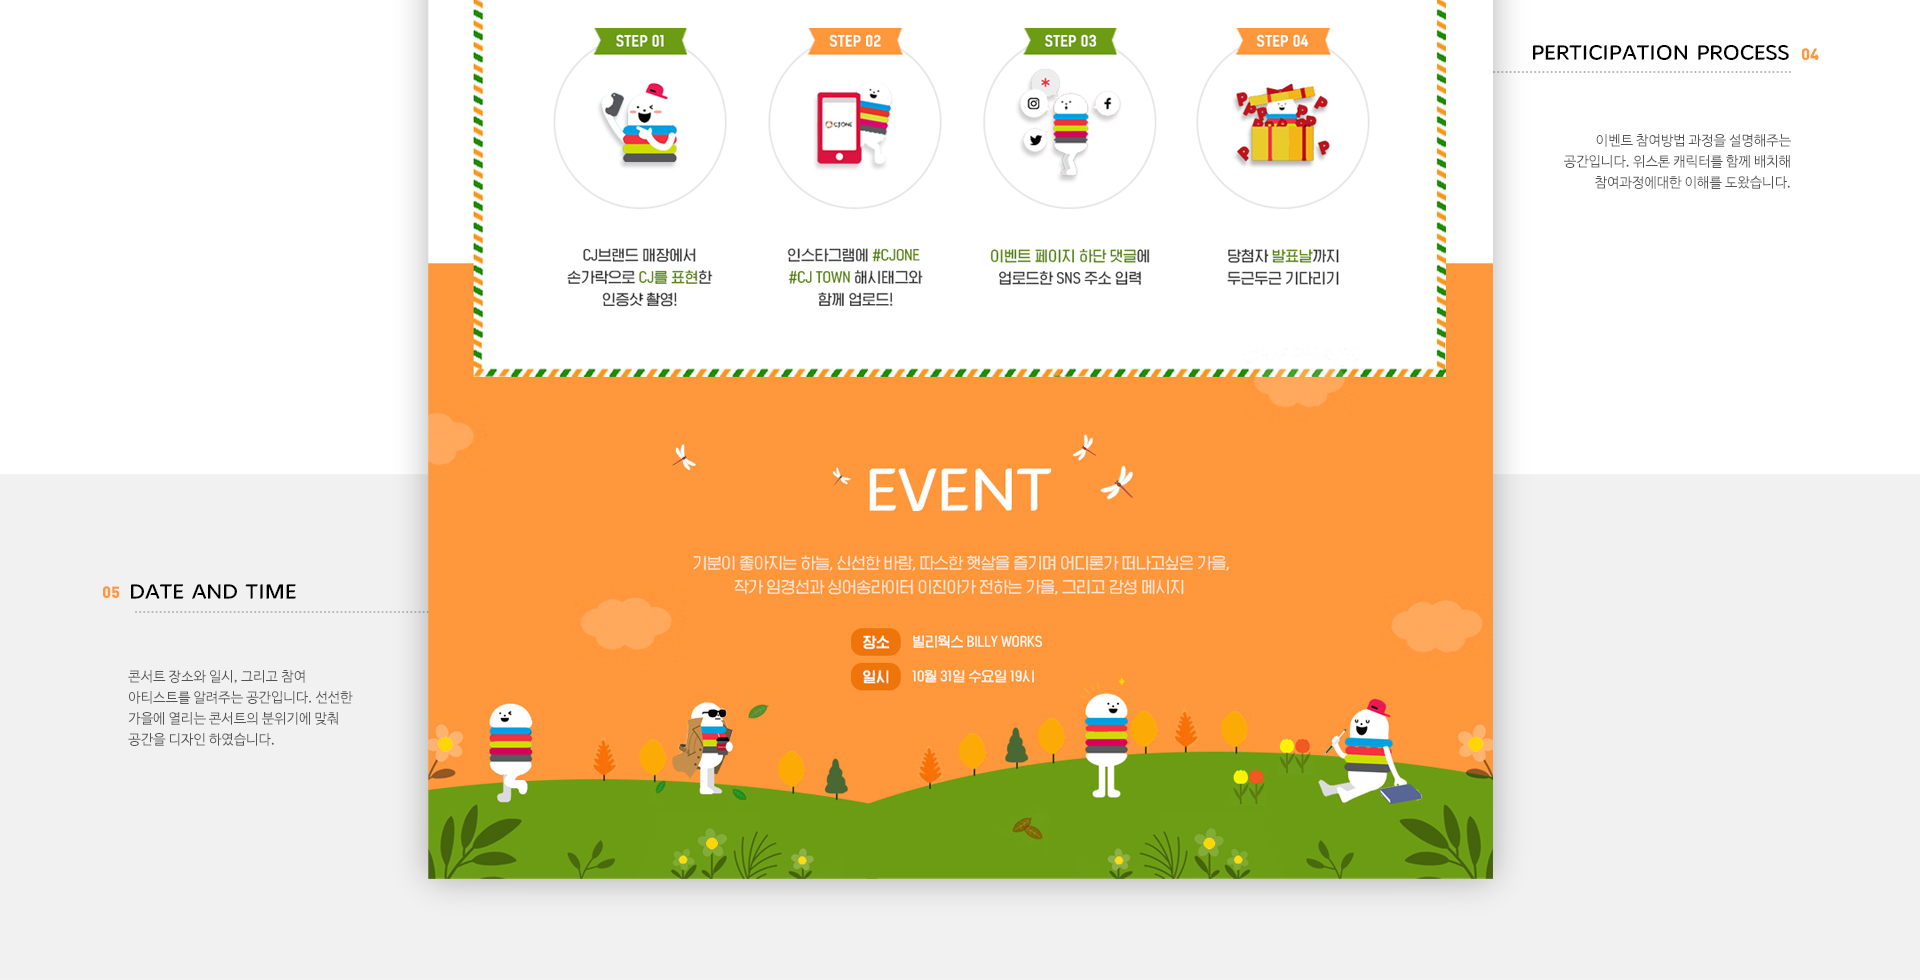 STEP 01
STEP 02
STEP 03
STEP 04
CJONE
CJ브랜드 매장에서
손가락으로 CJ를 표현한
인증샷 촬영!
인스타그램에 #CJONE
#CJ TOWN 해시태그와
함께 업로드!
이벤트 페이지 하단 댓글에
업로드한 SNS 주소 입력
당첨자 발표날까지
두근두근 기다리기
PERTICIPATION PROCESS 04
이벤트 참여방법 과정을 설명해주는
공간입니다. 위스톤 캐릭터를 함께 배치해
참여과정에대한 이해를 도왔습니다.
EVENT
기분이 좋아지는 하늘, 신선한 바람, 따스한 햇살을 즐기며 어디론가 떠나고싶은 가을,
작가 임경선과 싱어송라이터 이진아가 전하는 가을, 그리고 감성 메시지
장소 빌리웍스 BILLY WORKS
일시 10월 31일 수요일 19시
05 DATE AND TIME
콘서트 장소와 일시, 그리고 참여
아티스트를 알려주는 공간입니다. 선선한
가을에 열리는 콘서트의 분위기에 맞춰
공간을 디자인 하였습니다.